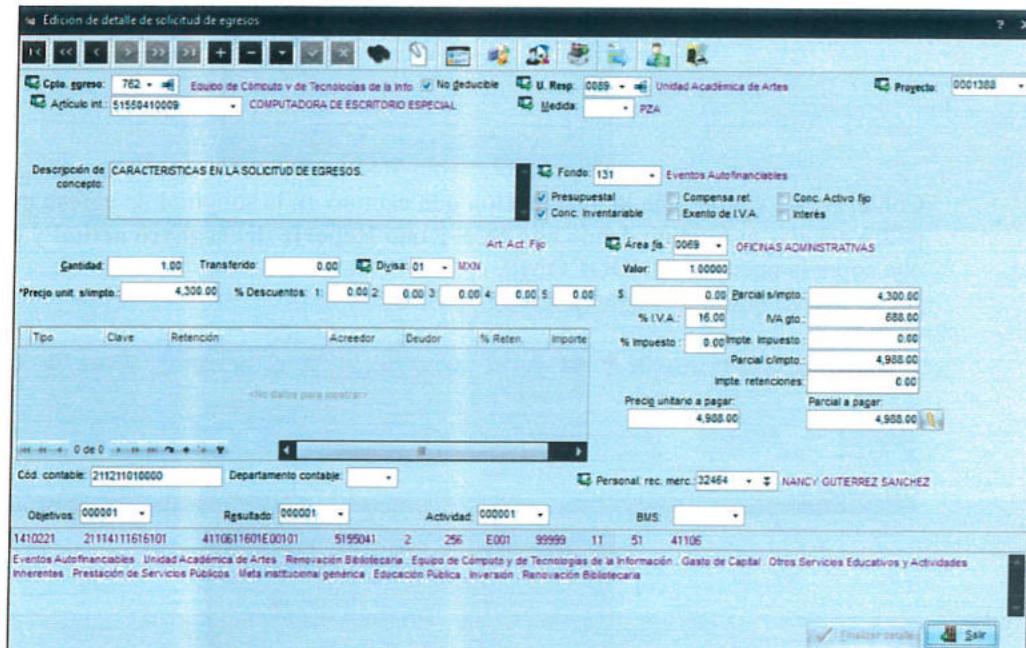 Edición de detalle de solicitud de egresos
Cpto. egreso: 762 Equipo de Cómputo y de Tecnologías de la Info No deducible U. Resp: 0089 Unidad Académica de Artes Proyecto: 0001388
Artículo int.: 51550410009 COMPUTADORA DE ESCRITORIO ESPECIAL Medida: PZA
Descripción de concepto: CARACTERISTICAS EN LA SOLICITUD DE EGRESOS.
Fondo: 131 Eventos Autofinanciables
Presupuestal Compensa ret. Conc. Activo fijo
Conc. Inventariable Exento de I.V.A. Interés
Art. Act. Fijo Área fís. 0069 OFICINAS ADMINISTRATIVAS
Cantidad: 1.00 Transferido: 0.00 Divisa: 01 MXN Valor: 1.00000
*Precio unit. s/impto.: 4,300.00 % Descuentos: 1: 0.00 2: 0.00 3: 0.00 4: 0.00 5: 0.00 $: 0.00 Parcial s/impto.: 4,300.00
% I.V.A.: 16.00 IVA gto.: 688.00
Tipo Clave Retención Acreedor Deudor % Reten. Importe
% Impuesto: 0.00 Impte. Impuesto: 0.00
Parcial c/impto.: 4,988.00
Impte. retenciones: 0.00
<No datos para mostrar>
Precio unitario a pagar: Parcial a pagar:
4,988.00 4,988.00
0 de 0
Cód. contable: 211211010000 Departamento contable: Personal. rec. merc.: 32464 NANCY GUTIERREZ SANCHEZ
Objetivos: 000001 Resultado: 000001 Actividad: 000001 BMS:
1410221 21114111616101 4110611601E00101 5155041 2 256 E001 99999 11 51 41106
Eventos Autofinanciables . Unidad Académica de Artes . Renovación Bibliotecaria . Equipo de Cómputo y de Tecnologías de la Información . Gasto de Capital . Otros Servicios Educativos y Actividades
Inherentes . Prestación de Servicios Públicos . Meta institucional genérica . Educación Pública . Inversión . Renovación Bibliotecaria
Finalizar detalle Salir